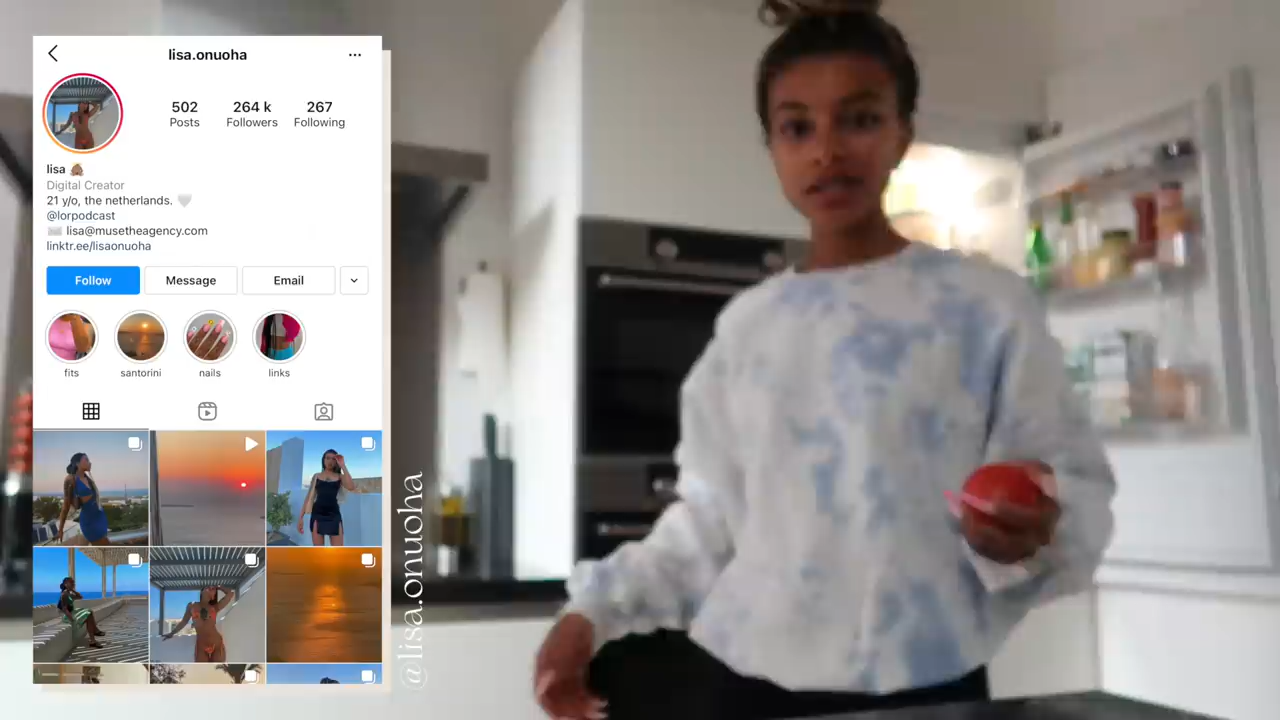 lisa.onuoha
502 264 k 267
Posts Followers Following
lisa
Digital Creator
21 y/o, the netherlands. 🤍
@lorpodcast
✉️ lisa@musetheagency.com
linktr.ee/lisaonuoha
Follow Message Email
fits santorini nails links
@lisa.onuoha